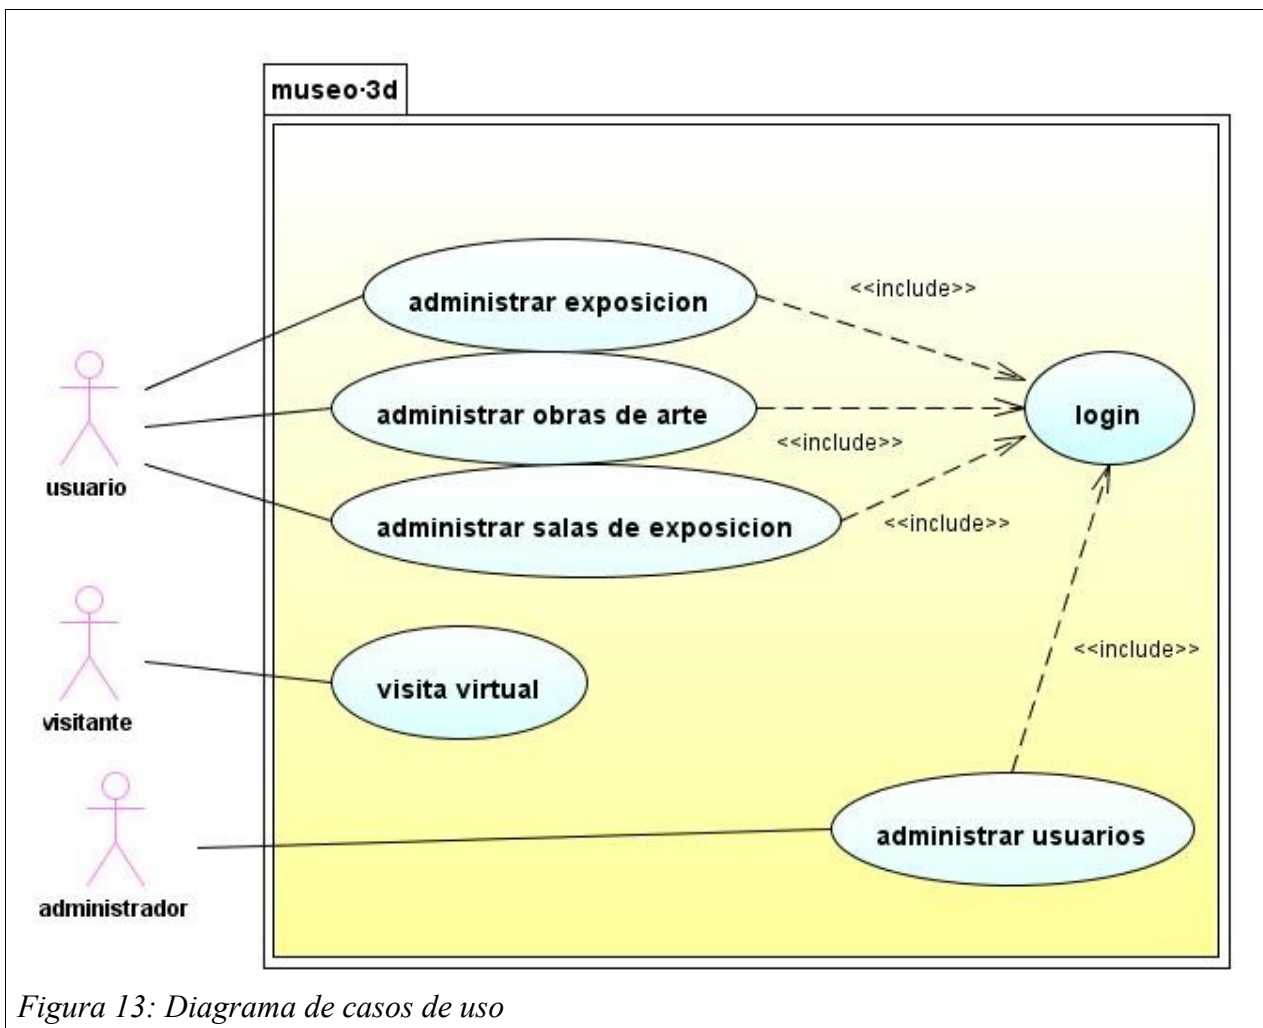 museo·3d
administrar exposicion
<<include>>
administrar obras de arte
<<include>>
login
usuario
administrar salas de exposicion
<<include>>
<<include>>
visita virtual
visitante
administrar usuarios
administrador
Figura 13: Diagrama de casos de uso